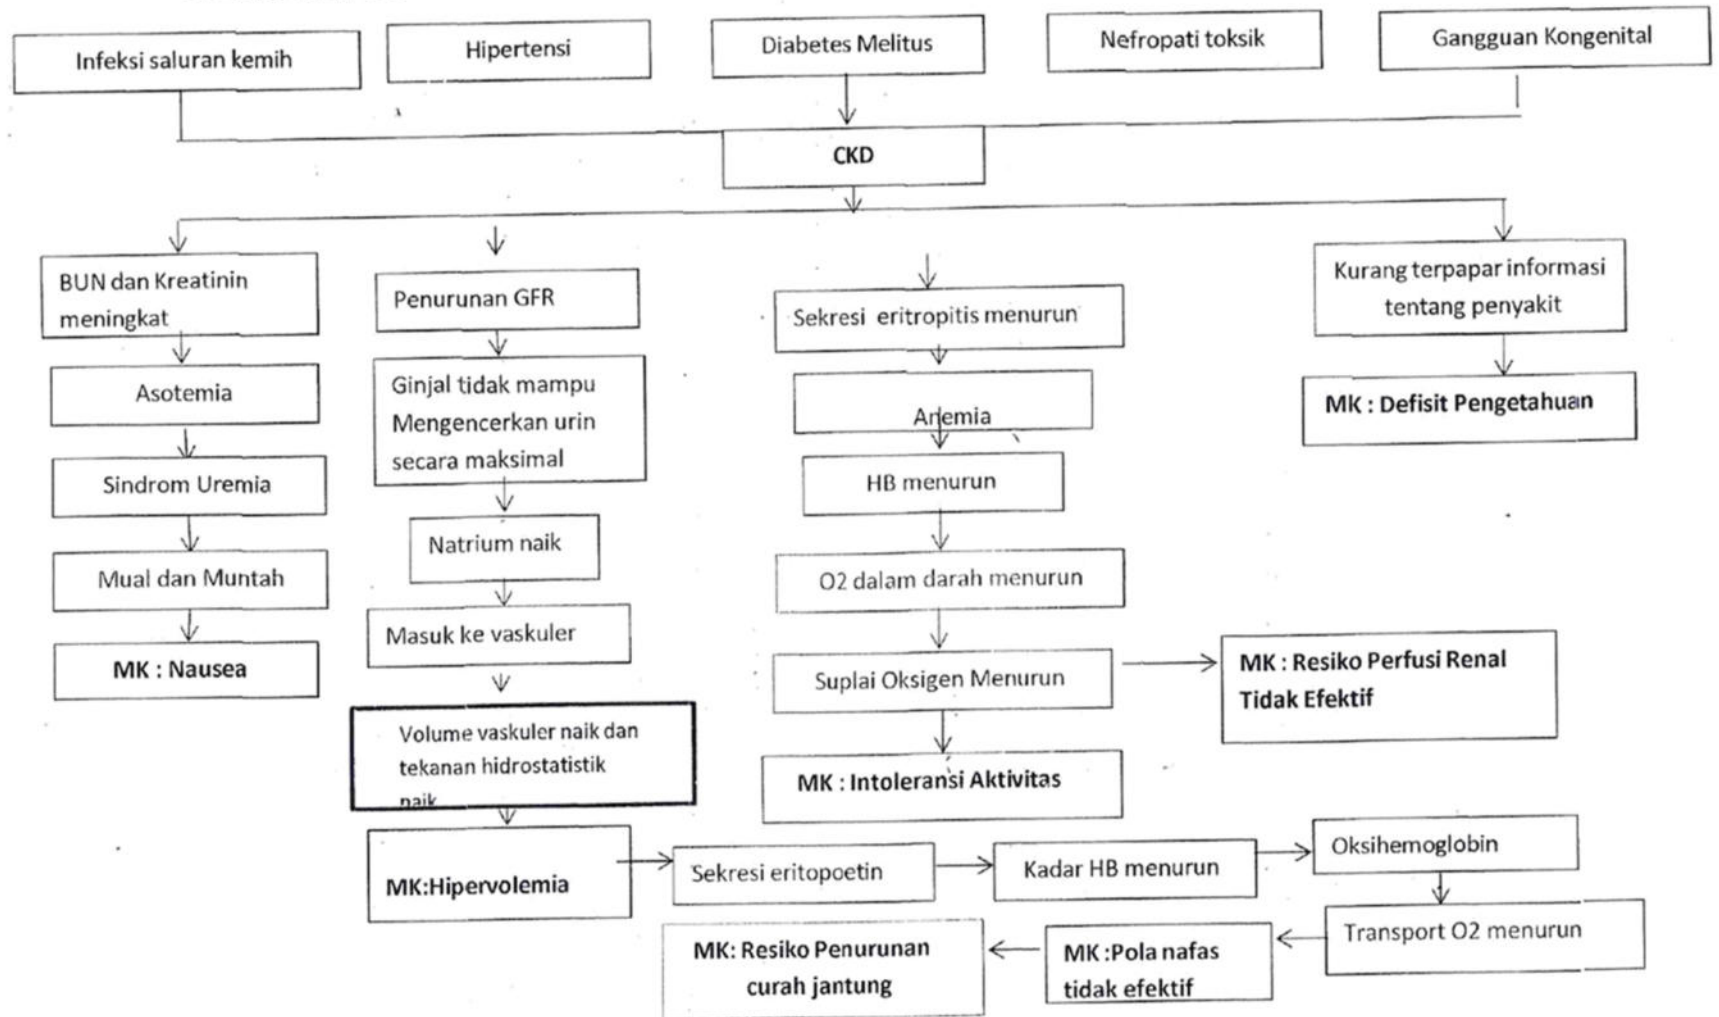 Infeksi saluran kemih
Hipertensi
Diabetes Melitus
Nefropati toksik
Gangguan Kongenital
CKD
BUN dan Kreatinin
meningkat
Asotemia
Sindrom Uremia
Mual dan Muntah
MK : Nausea
Penurunan GFR
Ginjal tidak mampu
Mengencerkan urin
secara maksimal
Natrium naik
Masuk ke vaskuler
Volume vaskuler naik dan
tekanan hidrostatistik
naik
MK:Hipervolemia
Sekresi eritropitis menurun
Anemia
HB menurun
O2 dalam darah menurun
Suplai Oksigen Menurun
MK : Intoleransi Aktivitas
MK : Resiko Perfusi Renal
Tidak Efektif
Kurang terpapar informasi
tentang penyakit
MK : Defisit Pengetahuan
Sekresi eritopoetin
Kadar HB menurun
Oksihemoglobin
Transport O2 menurun
MK :Pola nafas
tidak efektif
MK: Resiko Penurunan
curah jantung